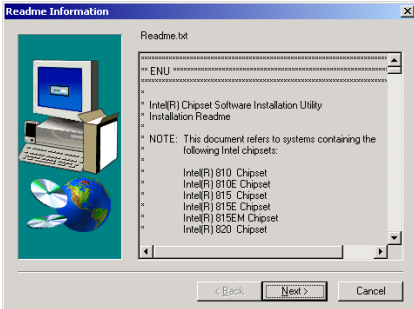 Readme Information
Readme.txt
** ENU **
*
* Intel(R) Chipset Software Installation Utility
* Installation Readme
*
* NOTE: This document refers to systems containing the
* following Intel chipsets:
*
* Intel(R) 810 Chipset
* Intel(R) 810E Chipset
* Intel(R) 815 Chipset
* Intel(R) 815E Chipset
* Intel(R) 815EM Chipset
* Intel(R) 820 Chipset
< Back
Next >
Cancel